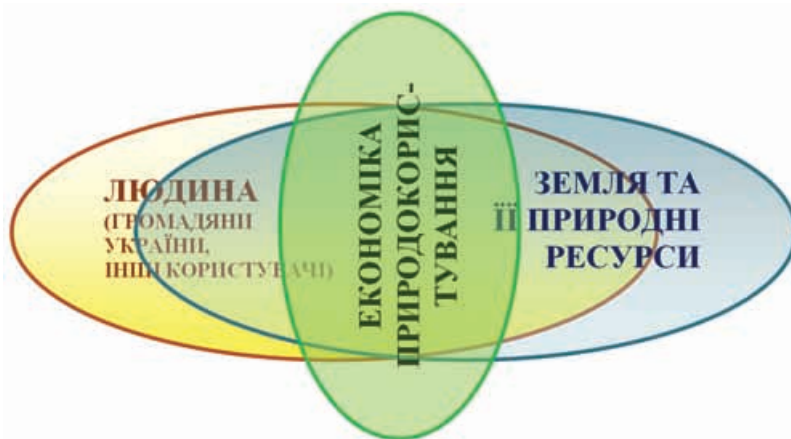 ЛЮДИНА
(ГРОМАДЯНИ
УКРАЇНИ,
ІНШІ КОРИСТУВАЧІ)
ЕКОНОМІКА
ПРИРОДОКОРИС-
ТУВАННЯ
ЗЕМЛЯ ТА
ЇЇ ПРИРОДНІ
РЕСУРСИ